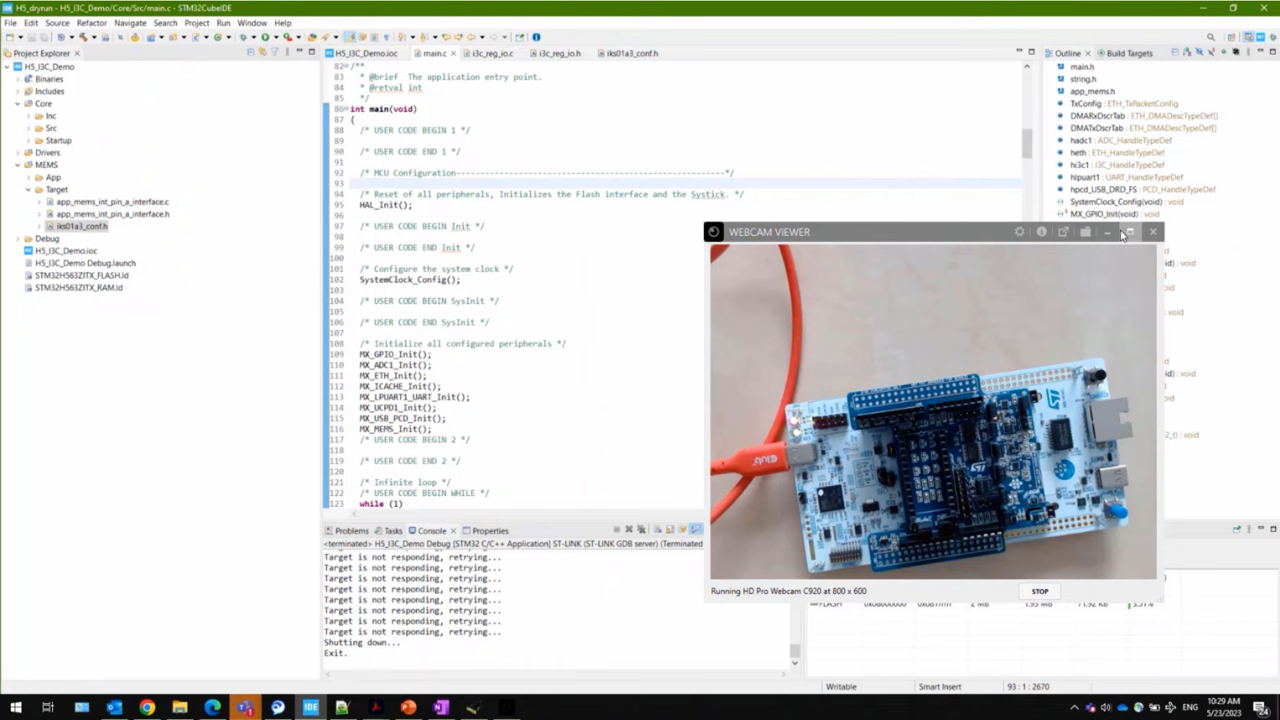 H5_dryrun - H5_I3C_Demo/Core/Src/main.c - STM32CubeIDE
File Edit Source Refactor Navigate Search Project Run Window Help
Project Explorer
H5_I3C_Demo.ioc
main.c
i3c_reg_io.c
i3c_reg_io.h
iks01a3_conf.h
Outline
Build Targets
H5_I3C_Demo
Binaries
Includes
Core
Inc
Src
Startup
Drivers
MEMS
App
Target
app_mems_int_pin_a_interface.c
app_mems_int_pin_a_interface.h
iks01a3_conf.h
Debug
H5_I3C_Demo.ioc
H5_I3C_Demo Debug.launch
STM32H563ZITX_FLASH.ld
STM32H563ZITX_RAM.ld
82 /**
83 * @brief The application entry point.
84 * @retval int
85 */
86 int main(void)
87 {
88 /* USER CODE BEGIN 1 */
89
90 /* USER CODE END 1 */
91
92 /* MCU Configuration--------------------------------------------------------*/
93
94 /* Reset of all peripherals, Initializes the Flash interface and the Systick. */
95 HAL_Init();
96
97 /* USER CODE BEGIN Init */
98
99 /* USER CODE END Init */
100
101 /* Configure the system clock */
102 SystemClock_Config();
103
104 /* USER CODE BEGIN SysInit */
105
106 /* USER CODE END SysInit */
107
108 /* Initialize all configured peripherals */
109 MX_GPIO_Init();
110 MX_ADC1_Init();
111 MX_ETH_Init();
112 MX_ICACHE_Init();
113 MX_LPUART1_UART_Init();
114 MX_UCPD1_Init();
115 MX_USB_PCD_Init();
116 MX_MEMS_Init();
117 /* USER CODE BEGIN 2 */
118
119 /* USER CODE END 2 */
120
121 /* Infinite loop */
122 /* USER CODE BEGIN WHILE */
123 while (1)
main.h
string.h
app_mems.h
TxConfig : ETH_TxPacketConfig
DMARxDscrTab : ETH_DMADescTypeDef[]
DMATxDscrTab : ETH_DMADescTypeDef[]
hadc1 : ADC_HandleTypeDef
heth : ETH_HandleTypeDef
hi3c1 : I3C_HandleTypeDef
hlpuart1 : UART_HandleTypeDef
hpcd_USB_DRD_FS : PCD_HandleTypeDef
SystemClock_Config(void) : void
MX_GPIO_Init(void) : void
WEBCAM VIEWER
Club
ST
Running HD Pro Webcam C920 at 800 x 600
STOP
Problems
Tasks
Console
Properties
<terminated> H5_I3C_Demo Debug [STM32 C/C++ Application] ST-LINK (ST-LINK GDB server) (Terminated
Target is not responding, retrying...
Target is not responding, retrying...
Target is not responding, retrying...
Target is not responding, retrying...
Target is not responding, retrying...
Target is not responding, retrying...
Target is not responding, retrying...
Target is not responding, retrying...
Shutting down...
Exit.
Writable
Smart Insert
93 : 1 : 2670
ENG
10:29 AM
5/23/2023